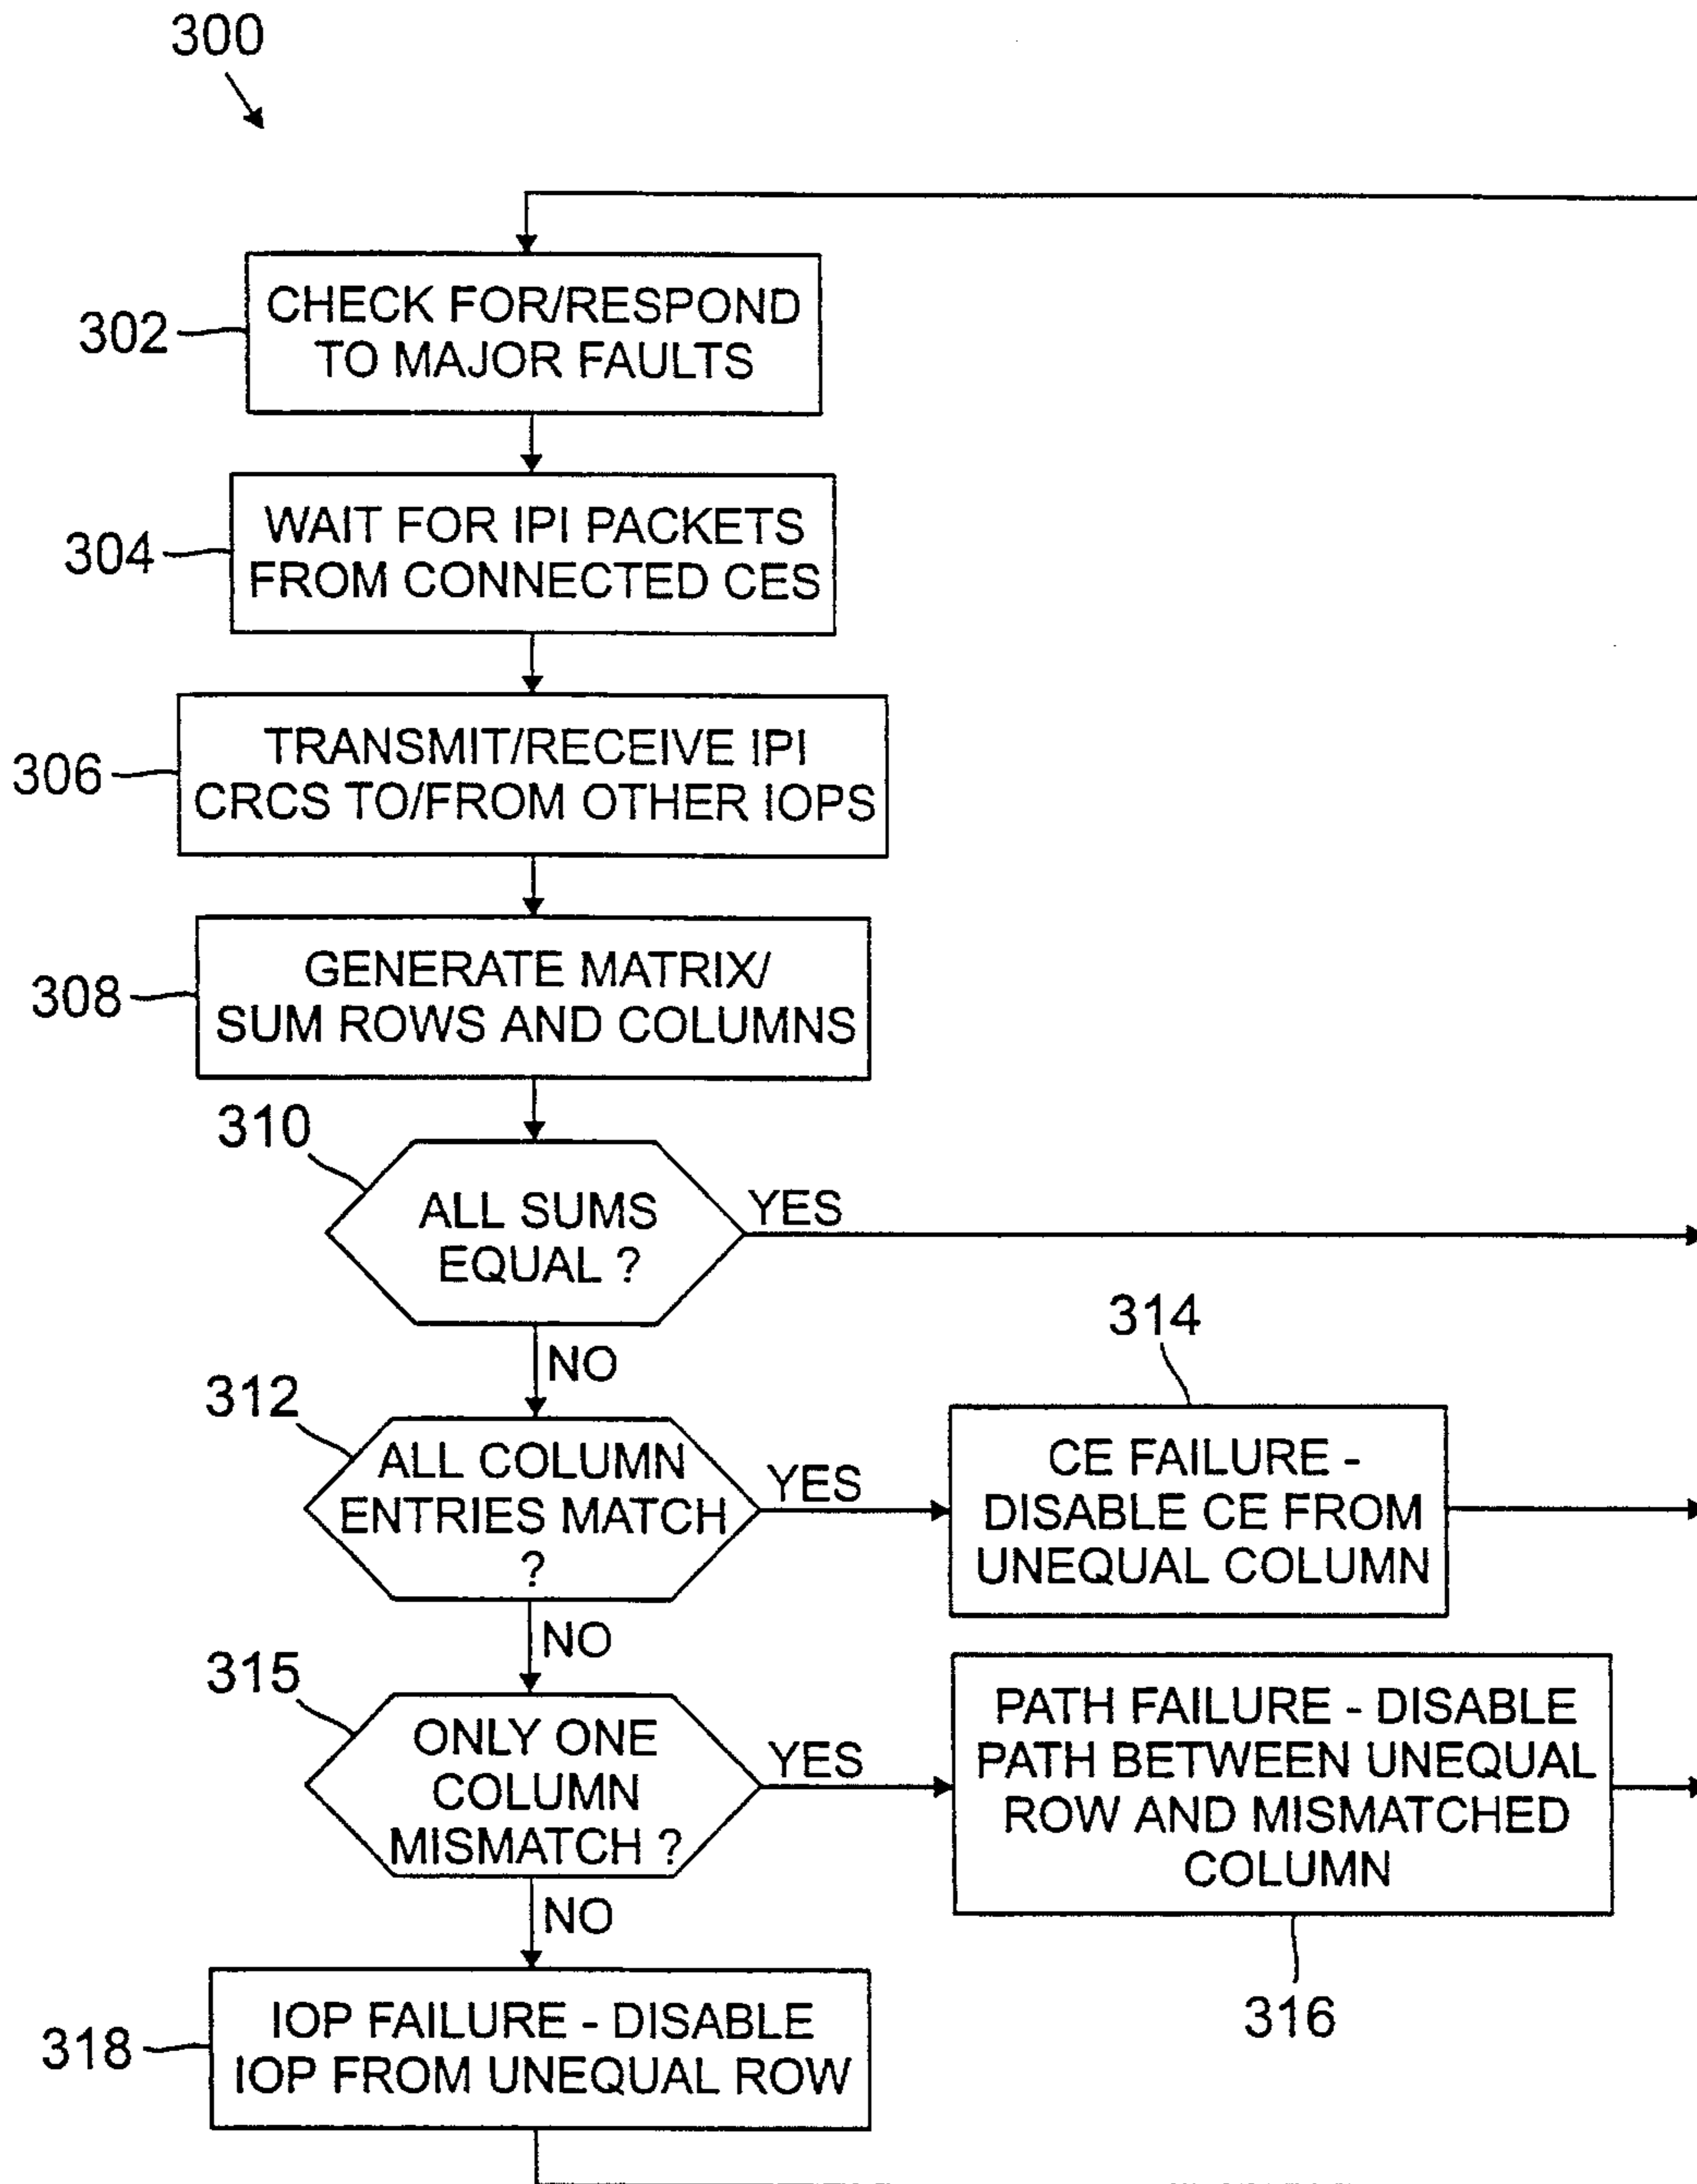 300
302
CHECK FOR/RESPOND
TO MAJOR FAULTS
304
WAIT FOR IPI PACKETS
FROM CONNECTED CES
306
TRANSMIT/RECEIVE IPI
CRCS TO/FROM OTHER IOPS
308
GENERATE MATRIX/
SUM ROWS AND COLUMNS
310
ALL SUMS
EQUAL ?
YES
NO
312
ALL COLUMN
ENTRIES MATCH
?
YES
314
CE FAILURE -
DISABLE CE FROM
UNEQUAL COLUMN
NO
315
ONLY ONE
COLUMN
MISMATCH ?
YES
PATH FAILURE - DISABLE
PATH BETWEEN UNEQUAL
ROW AND MISMATCHED
COLUMN
316
NO
318
IOP FAILURE - DISABLE
IOP FROM UNEQUAL ROW